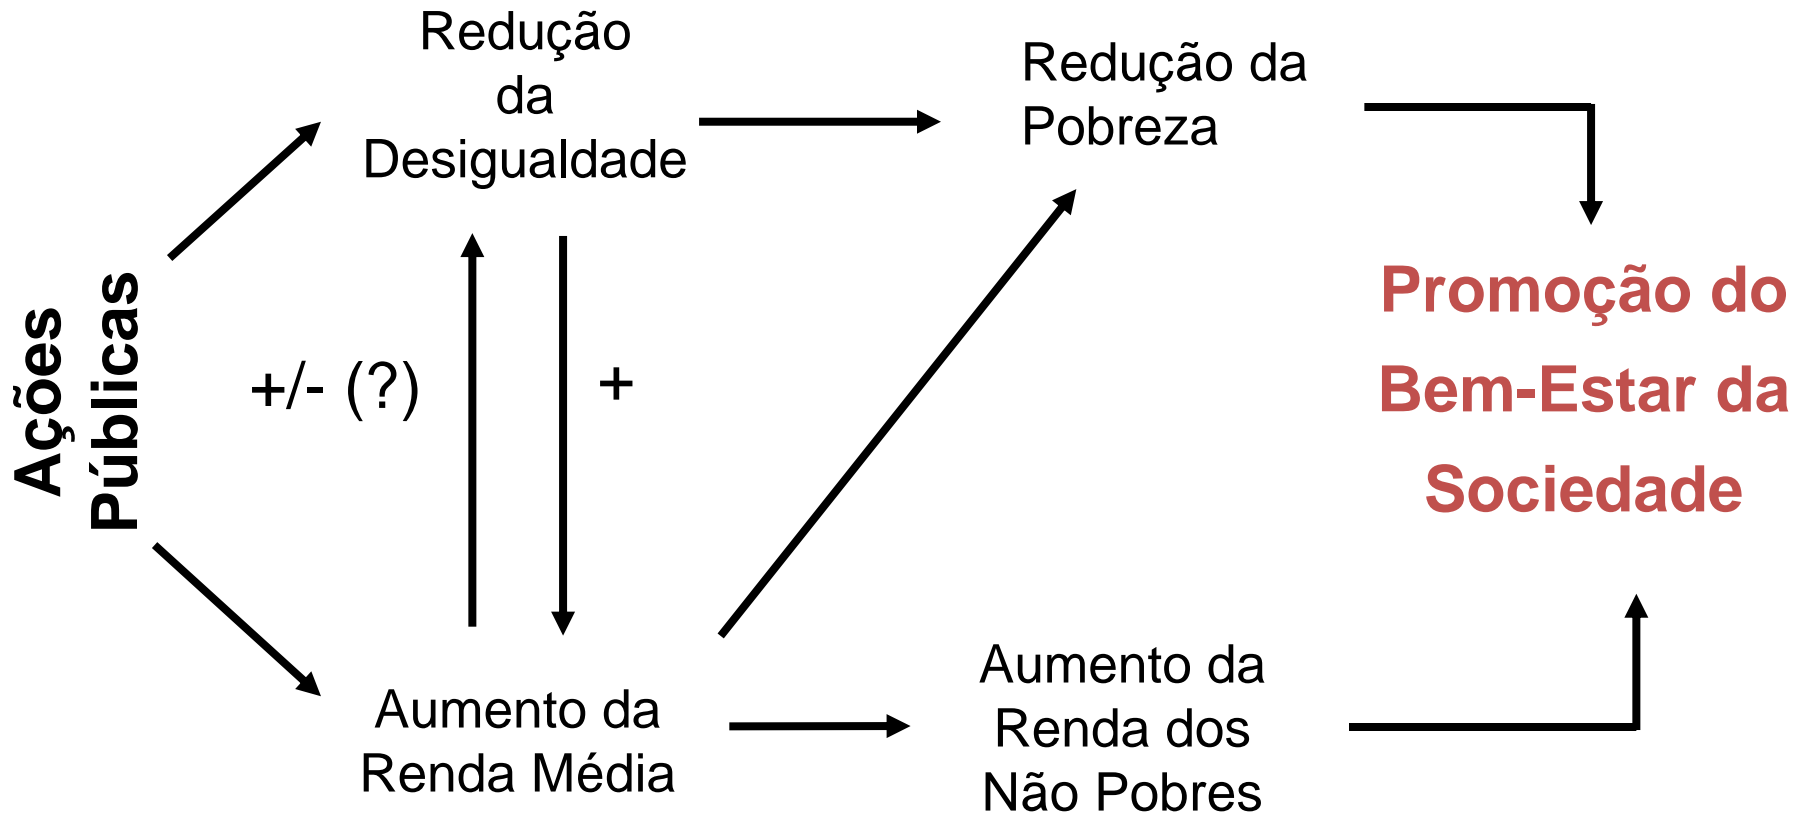 Ações
Públicas
Redução
da
Desigualdade
+/- (?)
+
Aumento da
Renda Média
Redução da
Pobreza
Aumento da
Renda dos
Não Pobres
Promoção do
Bem-Estar da
Sociedade